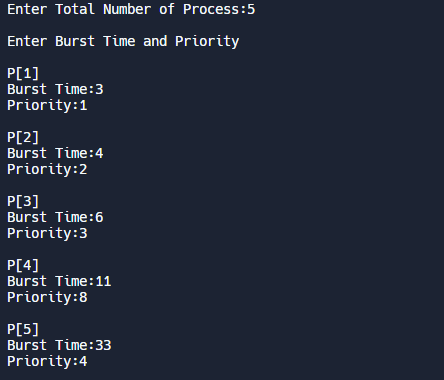 Enter Total Number of Process:5
Enter Burst Time and Priority
P[1]
Burst Time:3
Priority:1
P[2]
Burst Time:4
Priority:2
P[3]
Burst Time:6
Priority:3
P[4]
Burst Time:11
Priority:8
P[5]
Burst Time:33
Priority:4